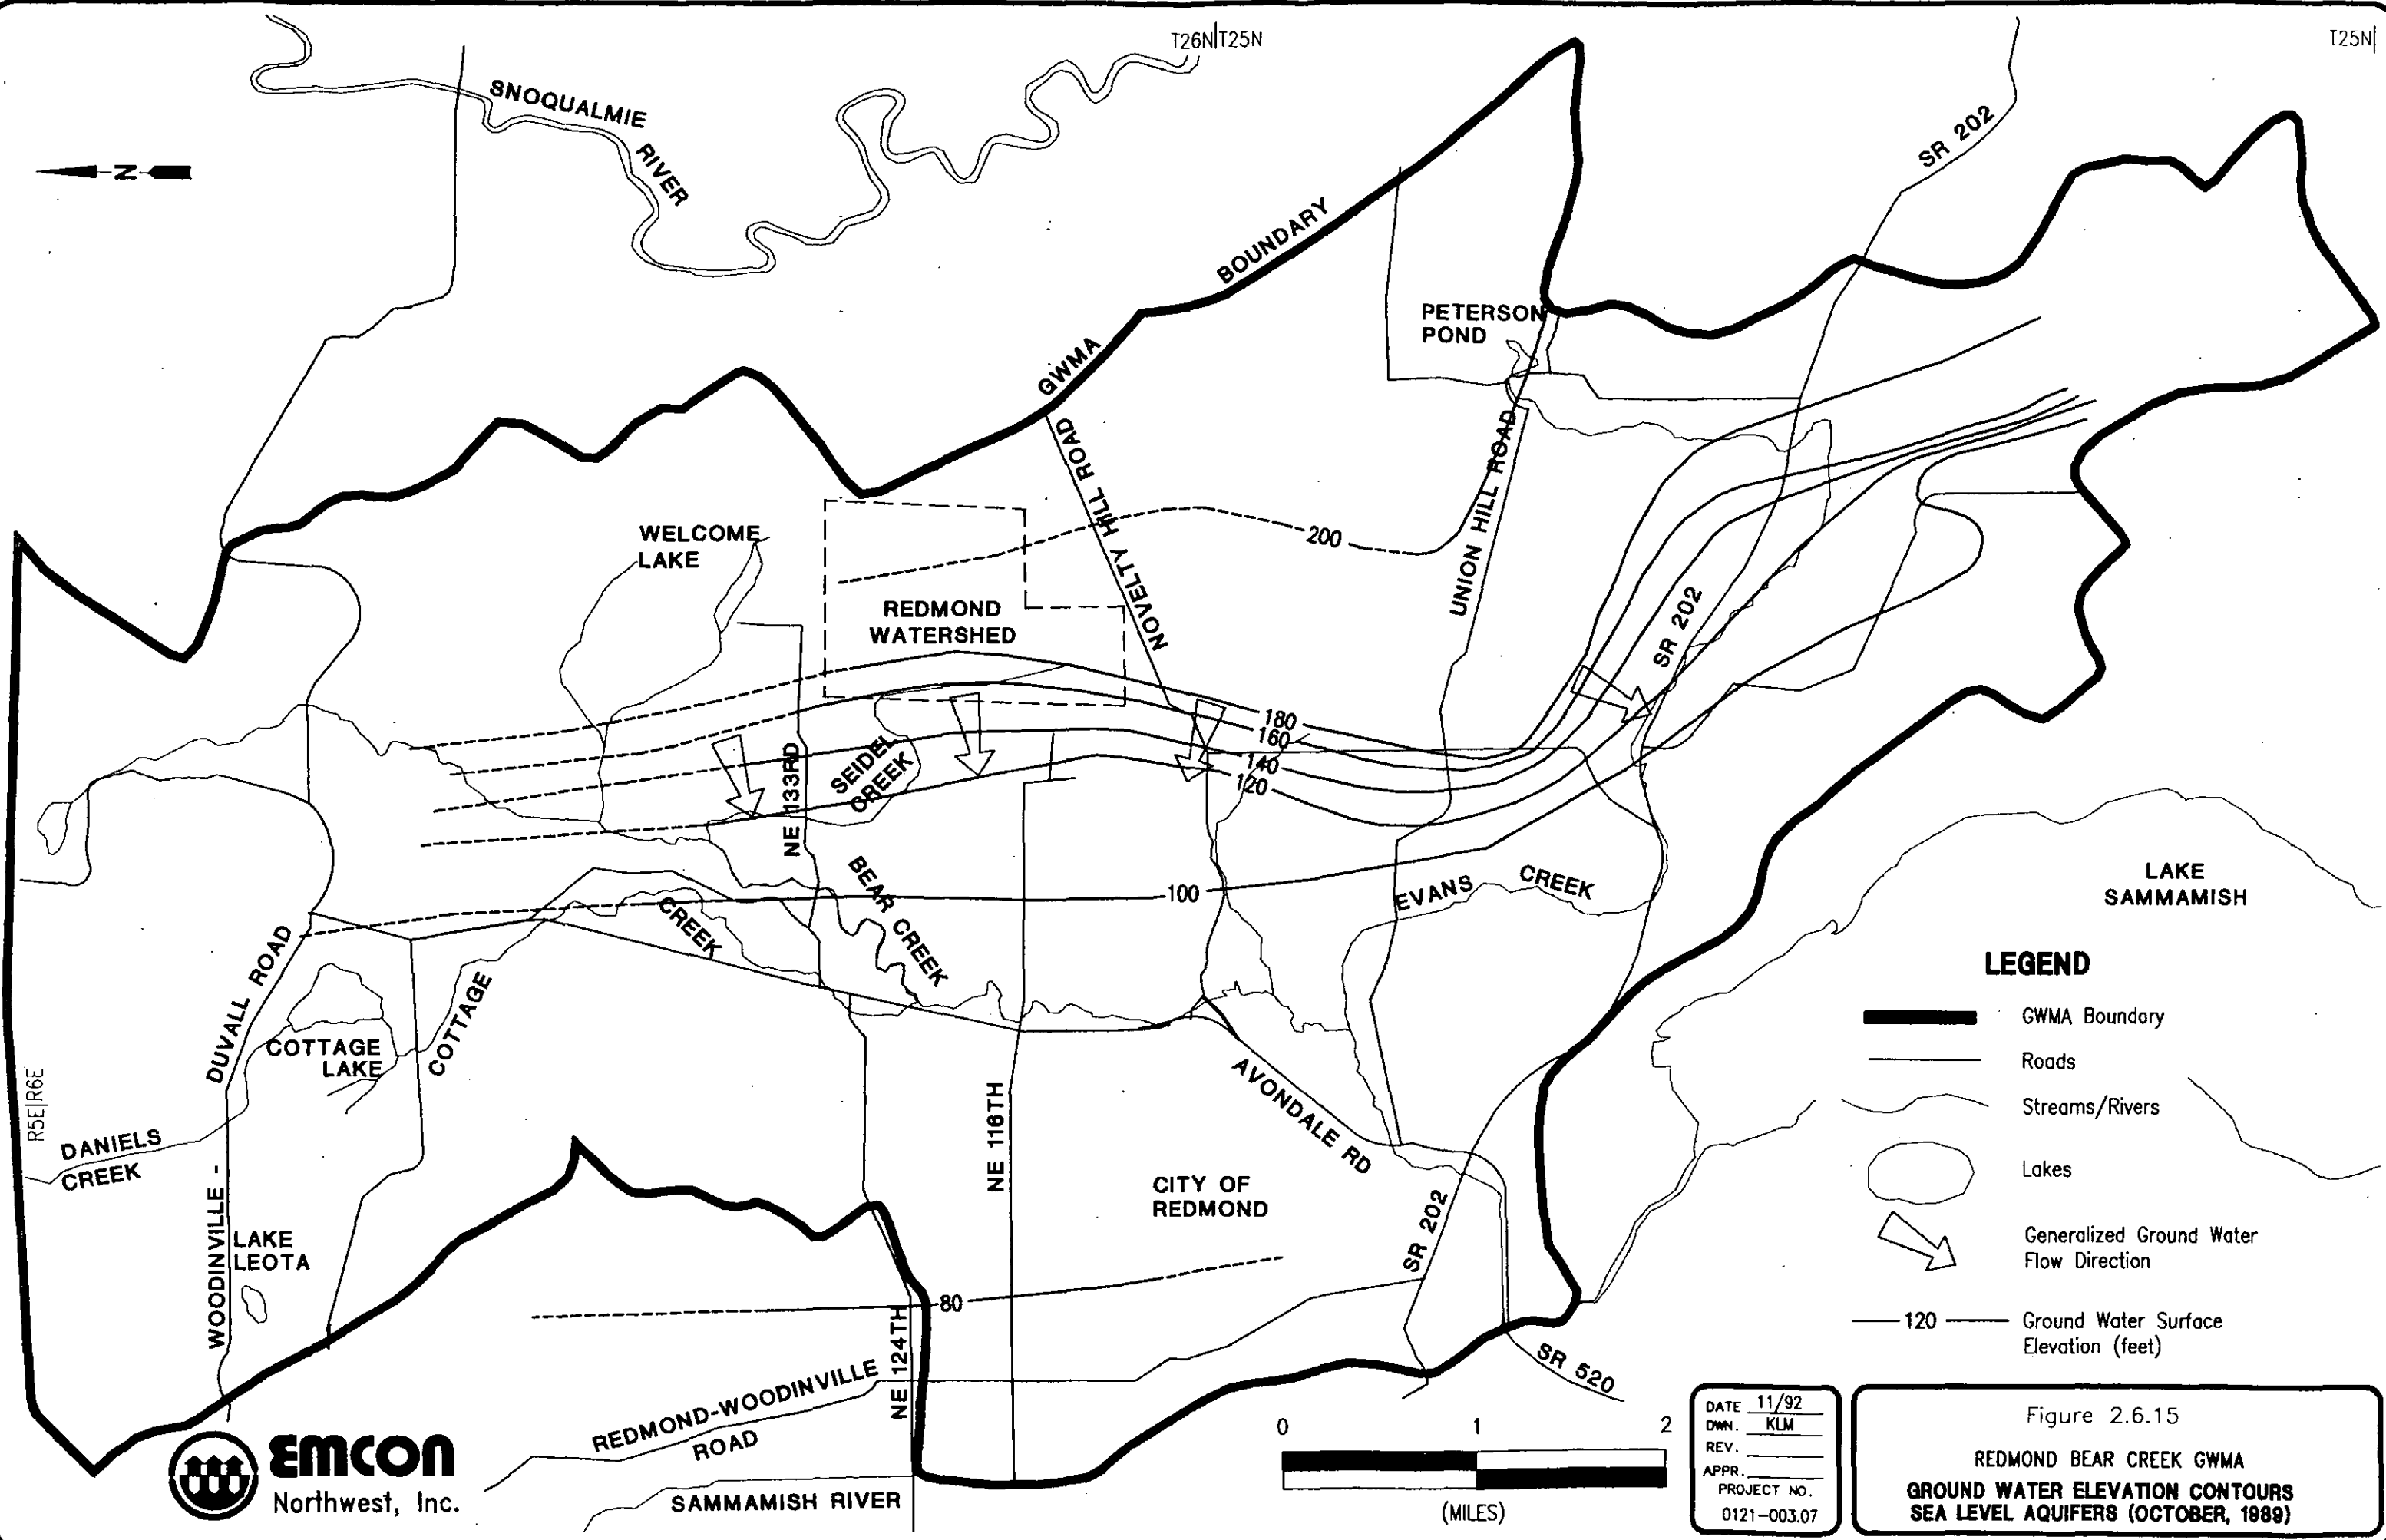 T26N|T25N
T25N|
SNOQUALMIE
RIVER
N
SR 202
GWMA
BOUNDARY
PETERSON
POND
NOVELTY HILL ROAD
UNION HILL ROAD
WELCOME
LAKE
200
REDMOND
WATERSHED
SR 202
180
160
140
120
SEIDEL
CREEK
NE 133RD
BEAR CREEK
100
EVANS
CREEK
CREEK
COTTAGE
LAKE
SAMMAMISH
WOODINVILLE -
DUVALL ROAD
COTTAGE
LAKE
R5E|R6E
DANIELS
CREEK
LAKE
LEOTA
NE 116TH
AVONDALE RD
CITY OF
REDMOND
SR 202
80
NE 124TH
REDMOND-WOODINVILLE
ROAD
SAMMAMISH RIVER
SR 520
LEGEND
GWMA Boundary
Roads
Streams/Rivers
Lakes
Generalized Ground Water
Flow Direction
120
Ground Water Surface
Elevation (feet)
0 1 2
(MILES)
EMCON
Northwest, Inc.
DATE 11/92
DWN. KLM
REV.
APPR.
PROJECT NO.
0121-003.07
Figure 2.6.15
REDMOND BEAR CREEK GWMA
GROUND WATER ELEVATION CONTOURS
SEA LEVEL AQUIFERS (OCTOBER, 1989)